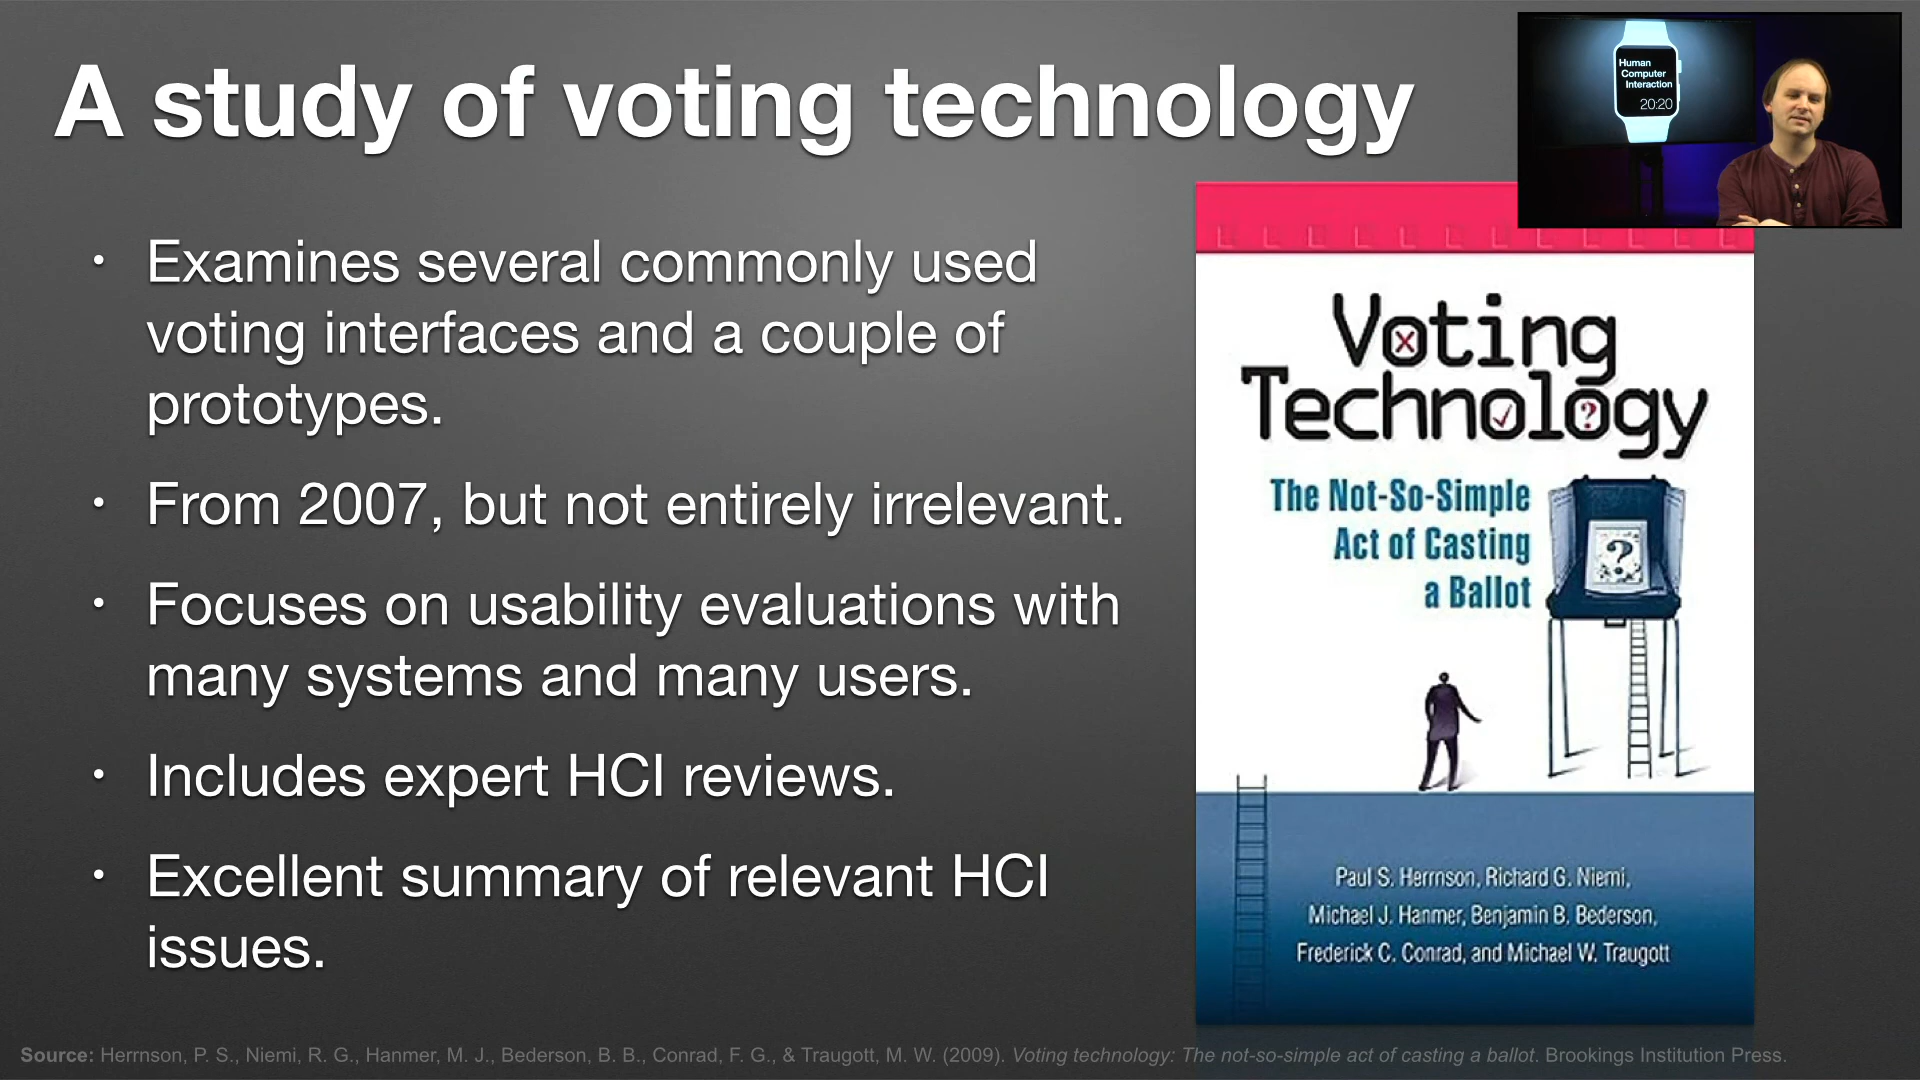 A study of voting technology
Human
Computer
Interaction
20:20
• Examines several commonly used
voting interfaces and a couple of
prototypes.
• From 2007, but not entirely irrelevant.
• Focuses on usability evaluations with
many systems and many users.
• Includes expert HCI reviews.
• Excellent summary of relevant HCI
issues.
Voting
Technology
The Not-So-Simple
Act of Casting
a Ballot
?
Paul S. Herrnson, Richard G. Niemi,
Michael J. Hanmer, Benjamin B. Bederson,
Frederick C. Conrad, and Michael W. Traugott
Source: Herrnson, P. S., Niemi, R. G., Hanmer, M. J., Bederson, B. B., Conrad, F. G., & Traugott, M. W. (2009). Voting technology: The not-so-simple act of casting a ballot. Brookings Institution Press.